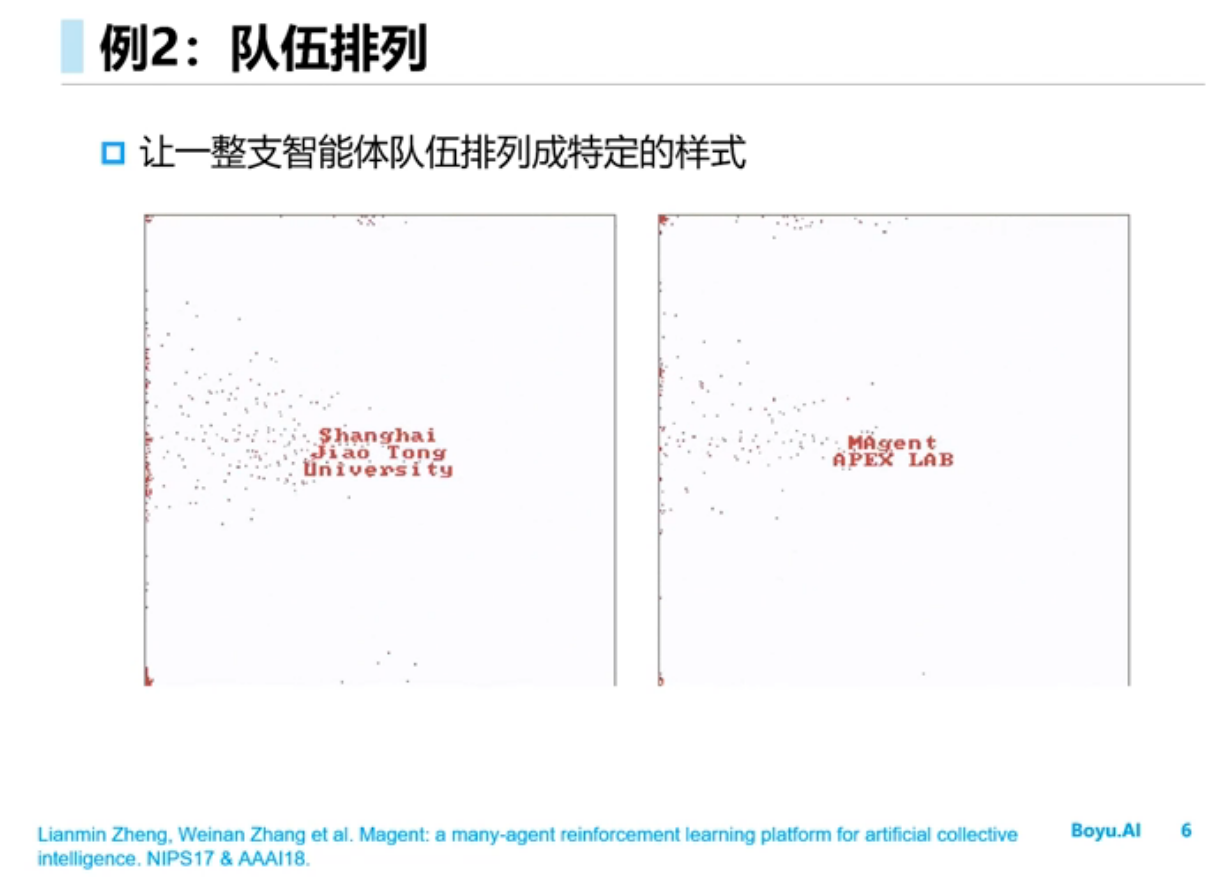 例2：队伍排列
让一整支智能体队伍排列成特定的样式
Shanghai
Jiao Tong
University
MAgent
APEX LAB
Lianmin Zheng, Weinan Zhang et al. Magent: a many-agent reinforcement learning platform for artificial collective
intelligence. NIPS17 & AAAI18.
Boyu.AI 6